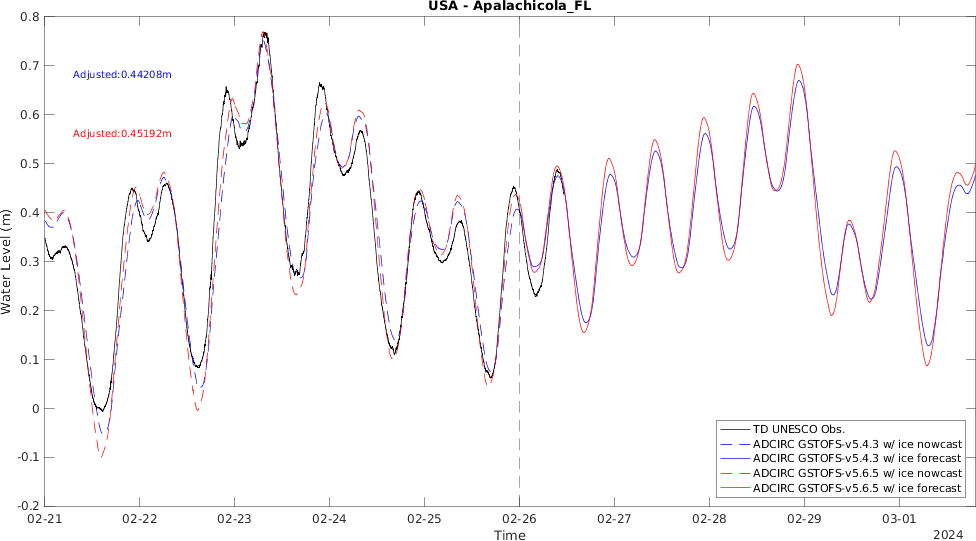 USA - Apalachicola_FL
0.8
0.7
0.6
0.5
0.4
0.3
0.2
0.1
0
-0.1
-0.2
Water Level (m)
Adjusted:0.44208m
Adjusted:0.45192m
TD UNESCO Obs.
ADCIRC GSTOFS-v5.4.3 w/ ice nowcast
ADCIRC GSTOFS-v5.4.3 w/ ice forecast
ADCIRC GSTOFS-v5.6.5 w/ ice nowcast
ADCIRC GSTOFS-v5.6.5 w/ ice forecast
02-21 02-22 02-23 02-24 02-25 02-26 02-27 02-28 02-29 03-01
Time
2024